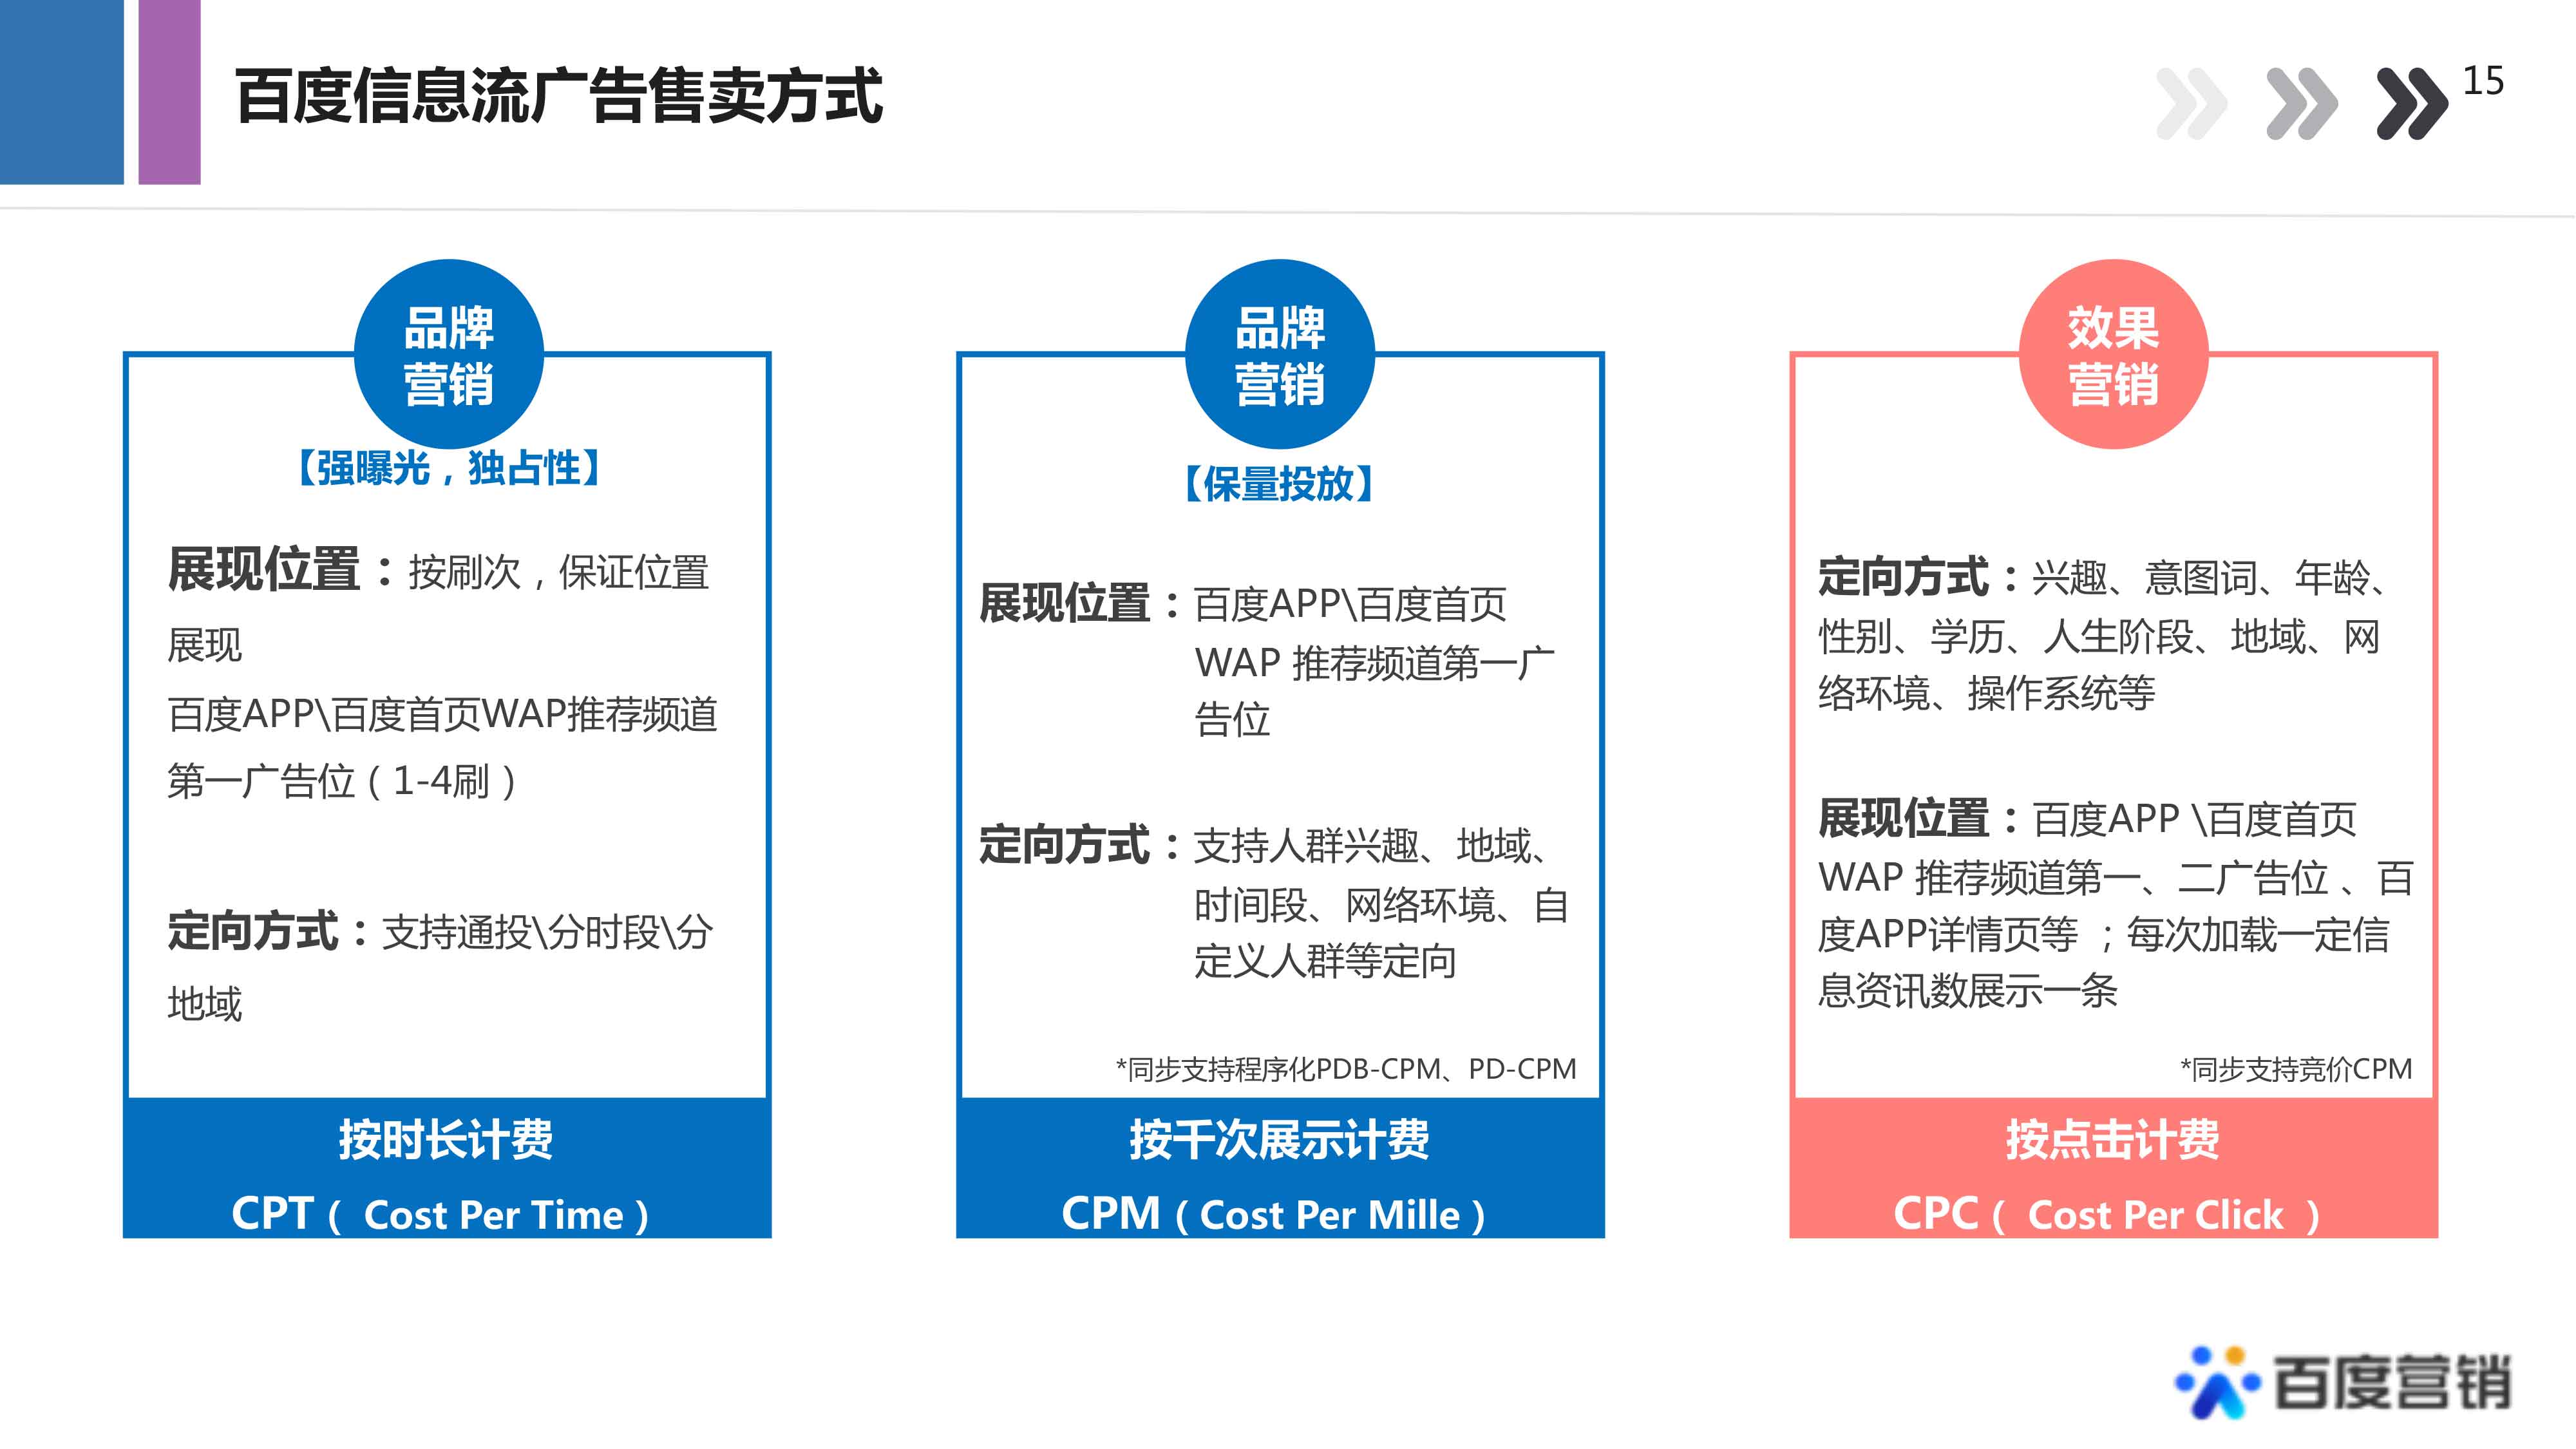 百度信息流广告售卖方式
15
品牌
营销
【强曝光，独占性】
展现位置：按刷次，保证位置
展现
百度APP\百度首页WAP推荐频道
第一广告位（1-4刷）
定向方式：支持通投\分时段\分
地域
按时长计费
CPT（ Cost Per Time）
品牌
营销
【保量投放】
展现位置：百度APP\百度首页
WAP 推荐频道第一广
告位
定向方式：支持人群兴趣、地域、
时间段、网络环境、自
定义人群等定向
*同步支持程序化PDB-CPM、PD-CPM
按千次展示计费
CPM（Cost Per Mille）
效果
营销
定向方式：兴趣、意图词、年龄、
性别、学历、人生阶段、地域、网
络环境、操作系统等
展现位置：百度APP \百度首页
WAP 推荐频道第一、二广告位 、百
度APP详情页等 ；每次加载一定信
息资讯数展示一条
*同步支持竞价CPM
按点击计费
CPC（ Cost Per Click ）
百度营销